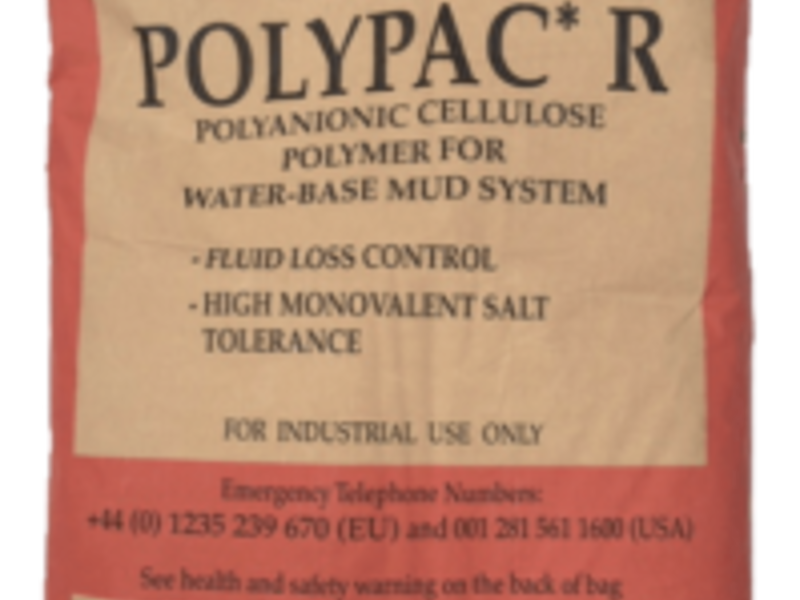 POLYPAC* R
POLYANIONIC CELLULOSE
POLYMER FOR
WATER-BASE MUD SYSTEM
- FLUID LOSS CONTROL
- HIGH MONOVALENT SALT
TOLERANCE
FOR INDUSTRIAL USE ONLY
Emergency Telephone Numbers:
+44 (0) 1235 239 670 (EU) and 001 281 561 1600 (USA)
See health and safety warning on the back of bag